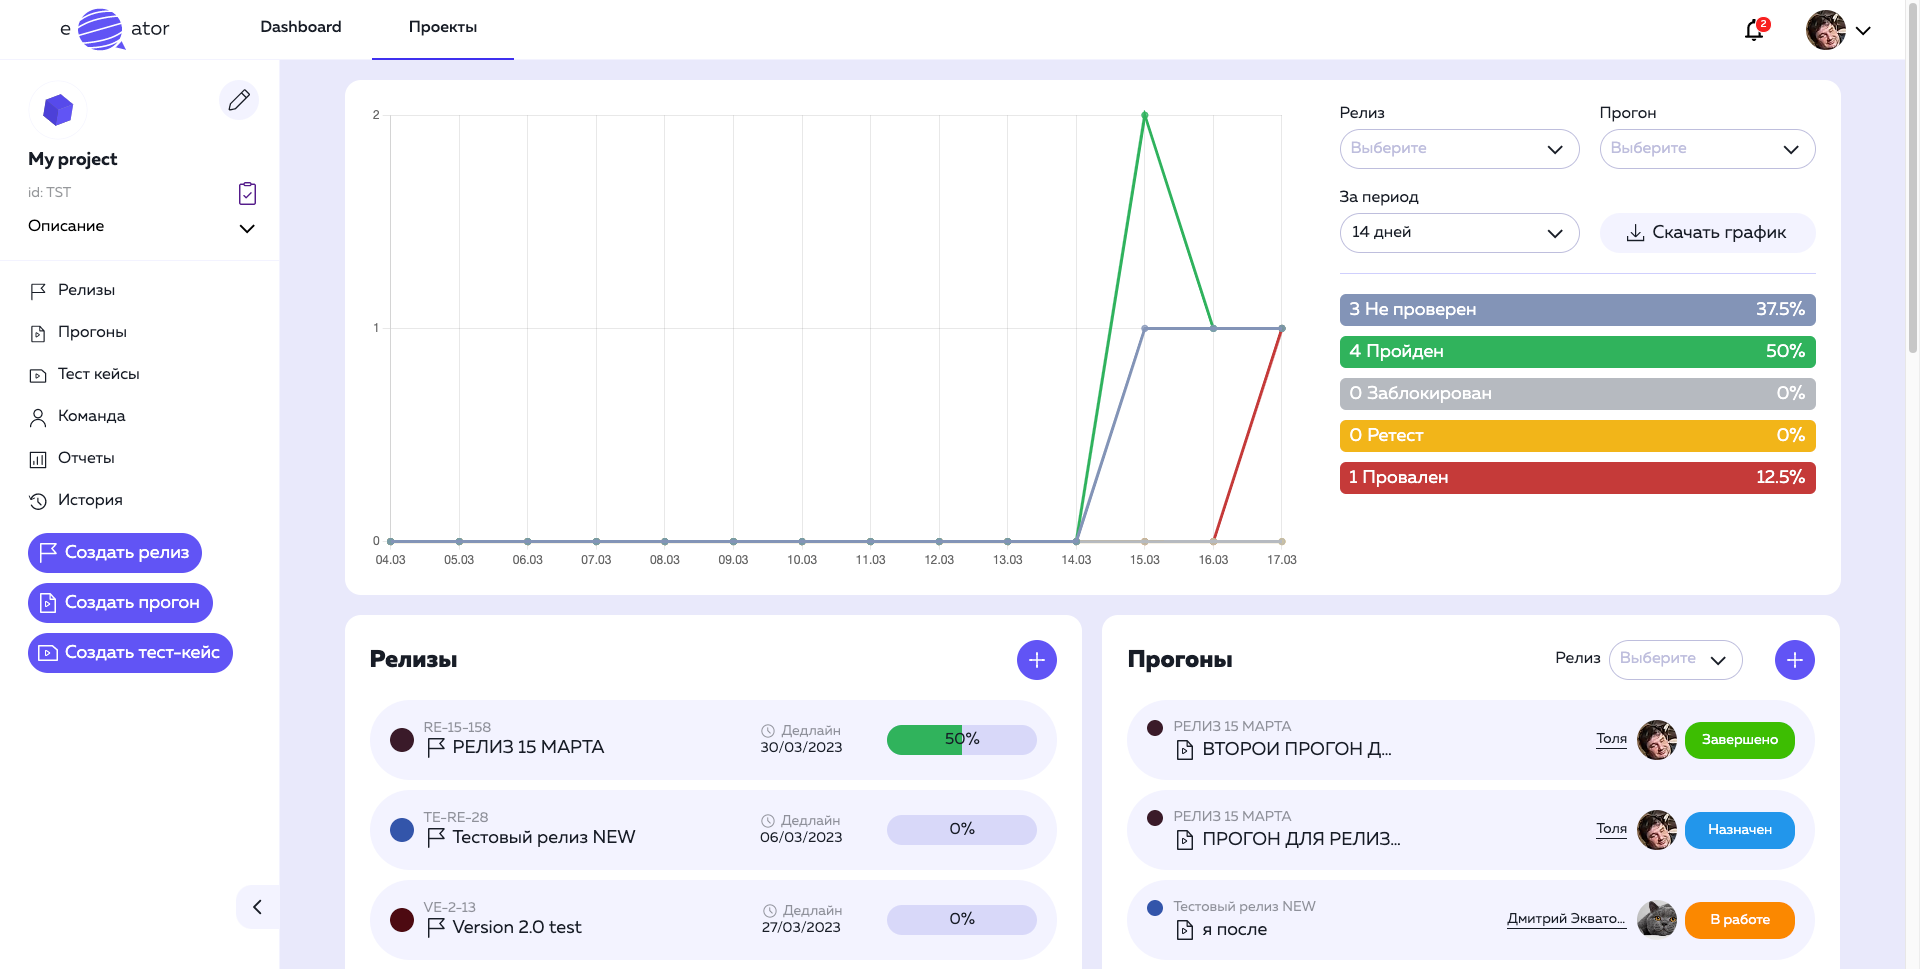 e ator
Dashboard
Проекты
2
My project
id: TST
Описание
Релизы
Прогоны
Тест кейсы
Команда
Отчеты
История
Создать релиз
Создать прогон
Создать тест-кейс
2
1
0
04.03 05.03 06.03 07.03 08.03 09.03 10.03 11.03 12.03 13.03 14.03 15.03 16.03 17.03
Релиз
Выберите
Прогон
Выберите
За период
14 дней
Скачать график
3 Не проверен 37.5%
4 Пройден 50%
0 Заблокирован 0%
0 Ретест 0%
1 Провален 12.5%
Релизы
RE-15-158
РЕЛИЗ 15 МАРТА
Дедлайн
30/03/2023
50%
TE-RE-28
Тестовый релиз NEW
Дедлайн
06/03/2023
0%
VE-2-13
Version 2.0 test
Дедлайн
27/03/2023
0%
Прогоны
Релиз
Выберите
РЕЛИЗ 15 МАРТА
ВТОРОЙ ПРОГОН Д...
Толя
Завершено
РЕЛИЗ 15 МАРТА
ПРОГОН ДЛЯ РЕЛИЗ...
Толя
Назначен
Тестовый релиз NEW
я после
Дмитрий Эквато...
В работе